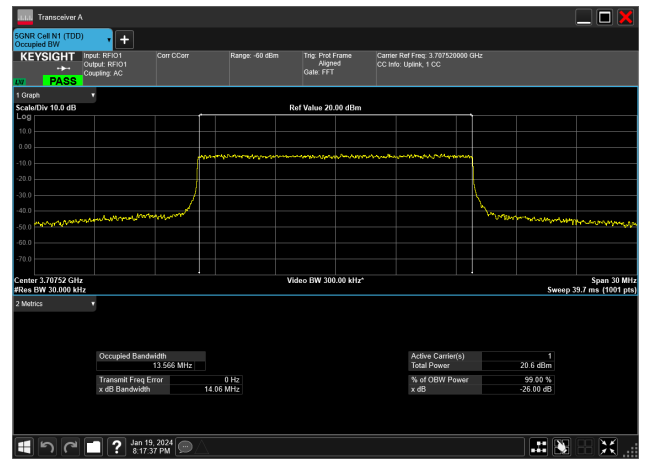 Transceiver A
5GNR Cell N1 (TDD)
Occupied BW
KEYSIGHT
Input: RFIO1
Output: RFIO1
Coupling: AC
Corr CCorr
Range: -60 dBm
Trig: Prot Frame
Aligned
Gate: FFT
Carrier Ref Freq: 3.707520000 GHz
CC Info: Uplink, 1 CC
PASS
1 Graph
Scale/Div 10.0 dB
Ref Value 20.00 dBm
Log
10.0
0.00
-10.0
-20.0
-30.0
-40.0
-50.0
-60.0
-70.0
Center 3.70752 GHz
Video BW 300.00 kHz*
Span 30 MHz
#Res BW 30.000 kHz
Sweep 39.7 ms (1001 pts)
2 Metrics
Occupied Bandwidth
13.566 MHz
Active Carrier(s) 1
Total Power 20.6 dBm
Transmit Freq Error 0 Hz
x dB Bandwidth 14.06 MHz
% of OBW Power 99.00 %
x dB -26.00 dB
Jan 19, 2024
8:17:37 PM